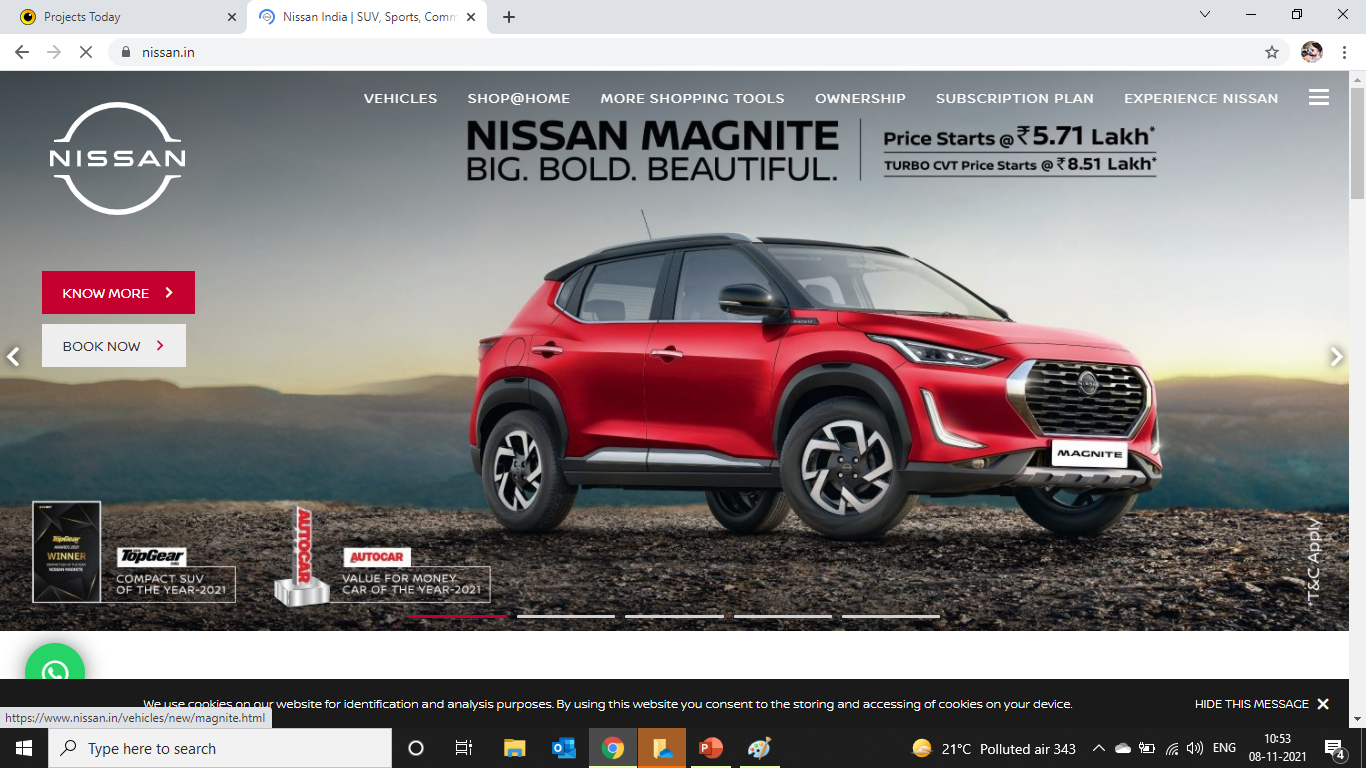 Projects Today
Nissan India | SUV, Sports, Comm
nissan.in
VEHICLES
SHOP@HOME
MORE SHOPPING TOOLS
OWNERSHIP
SUBSCRIPTION PLAN
EXPERIENCE NISSAN
NISSAN
NISSAN MAGNITE
BIG. BOLD. BEAUTIFUL.
Price Starts @ ₹5.71 Lakh*
TURBO CVT Price Starts @ ₹8.51 Lakh*
KNOW MORE
BOOK NOW
MAGNITE
TopGear
AWARDS 2021
WINNER
NISSAN MAGNITE
TopGear
COMPACT SUV
OF THE YEAR-2021
AUTOCAR
AUTOCAR
VALUE FOR MONEY
CAR OF THE YEAR-2021
*T&C Apply
We use cookies on our website for identification and analysis purposes. By using this website you consent to the storing and accessing of cookies on your device.
HIDE THIS MESSAGE
https://www.nissan.in/vehicles/new/magnite.html
Type here to search
21°C Polluted air 343
ENG
10:53
08-11-2021
4